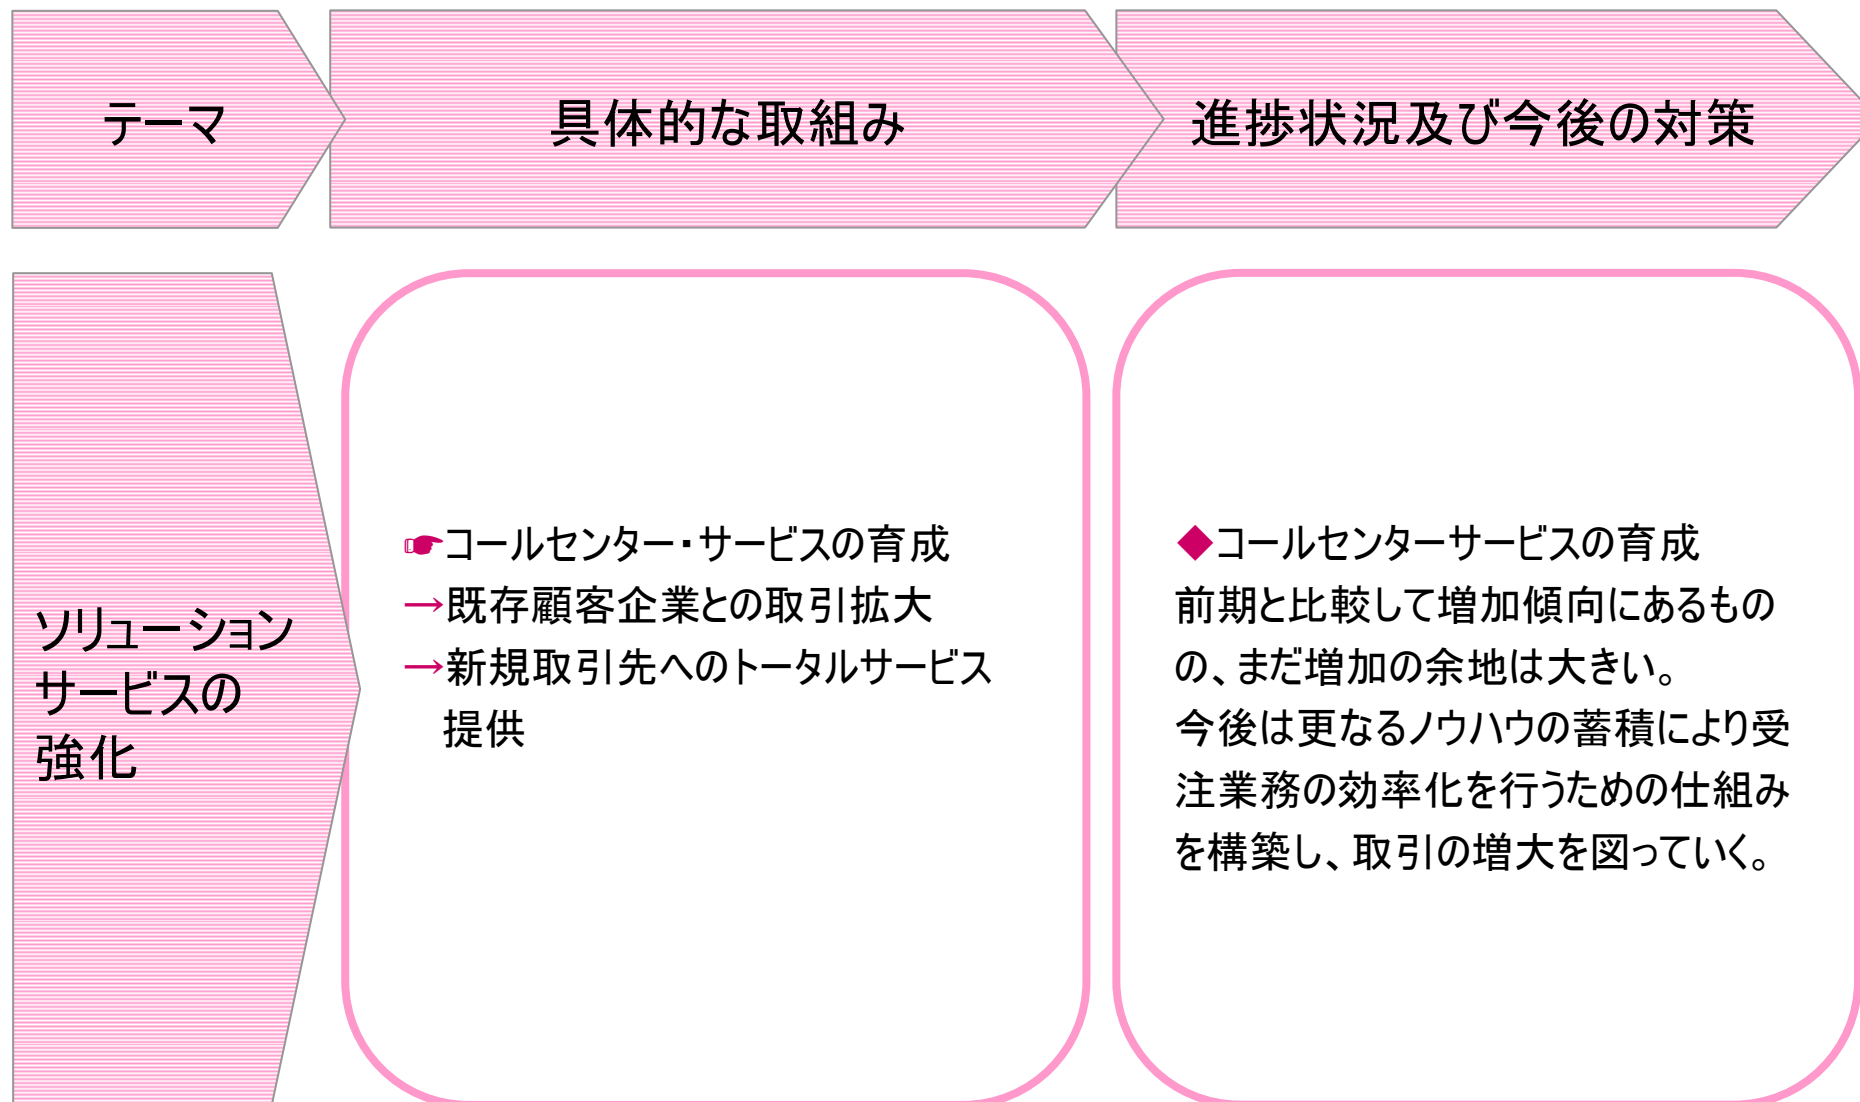 テーマ
具体的な取組み
進捗状況及び今後の対策
ソリューション
サービスの
強化
☛コールセンター・サービスの育成
→既存顧客企業との取引拡大
→新規取引先へのトータルサービス
提供
◆コールセンターサービスの育成
前期と比較して増加傾向にあるもの
の、まだ増加の余地は大きい。
今後は更なるノウハウの蓄積により受
注業務の効率化を行うための仕組み
を構築し、取引の増大を図っていく。